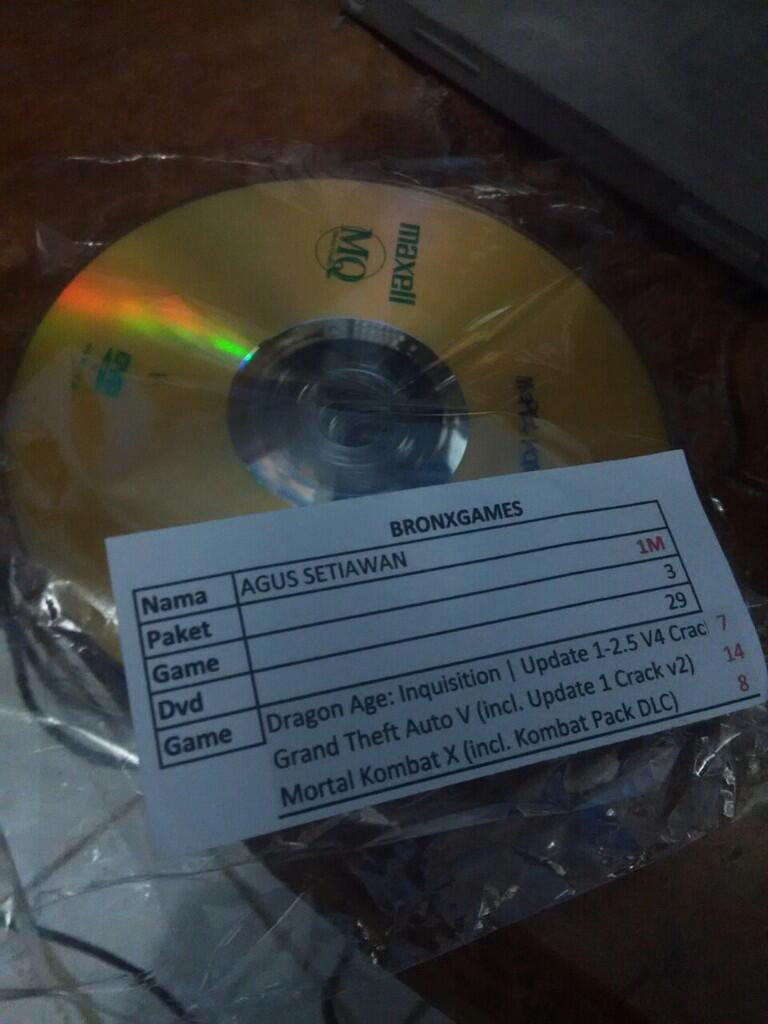 maxell
MQ
BRONXGAMES
Nama AGUS SETIAWAN
Paket 1M
Game 3
Dvd 29
Game Dragon Age: Inquisition | Update 1-2.5 V4 Crac 7
Grand Theft Auto V (incl. Update 1 Crack v2) 14
Mortal Kombat X (incl. Kombat Pack DLC) 8